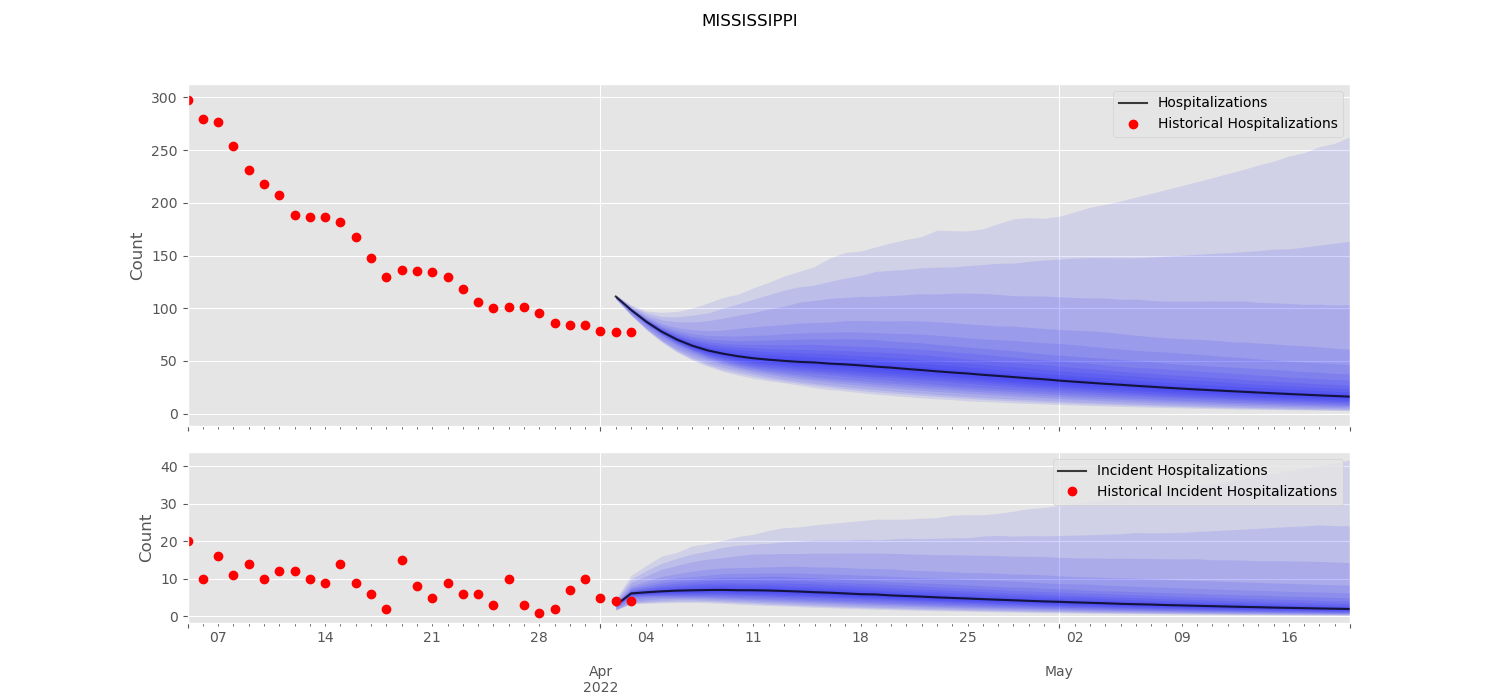 MISSISSIPPI
Hospitalizations
Historical Hospitalizations
Count
300
250
200
150
100
50
0
Incident Hospitalizations
Historical Incident Hospitalizations
Count
40
30
20
10
0
07 14 21 28 04 11 18 25 02 09 16
Apr May
2022